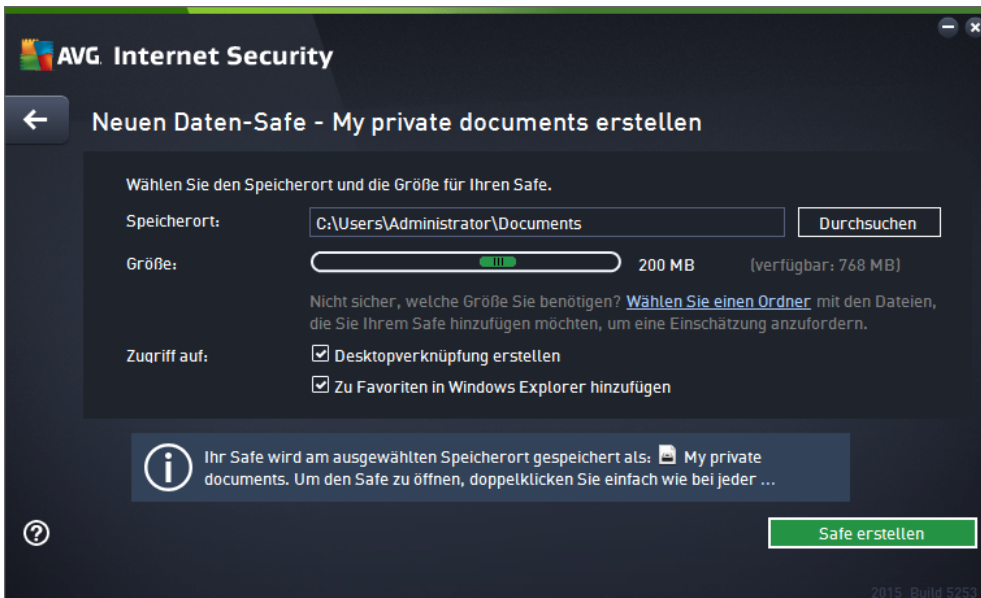 AVG. Internet Security
Neuen Daten-Safe - My private documents erstellen
Wählen Sie den Speicherort und die Größe für Ihren Safe.
Speicherort: C:\Users\Administrator\Documents Durchsuchen
Größe: 200 MB (verfügbar: 768 MB)
Nicht sicher, welche Größe Sie benötigen? Wählen Sie einen Ordner mit den Dateien,
die Sie Ihrem Safe hinzufügen möchten, um eine Einschätzung anzufordern.
Zugriff auf: Desktopverknüpfung erstellen
Zu Favoriten in Windows Explorer hinzufügen
Ihr Safe wird am ausgewählten Speicherort gespeichert als: My private
documents. Um den Safe zu öffnen, doppelklicken Sie einfach wie bei jeder ...
Safe erstellen
2015 Build 5253